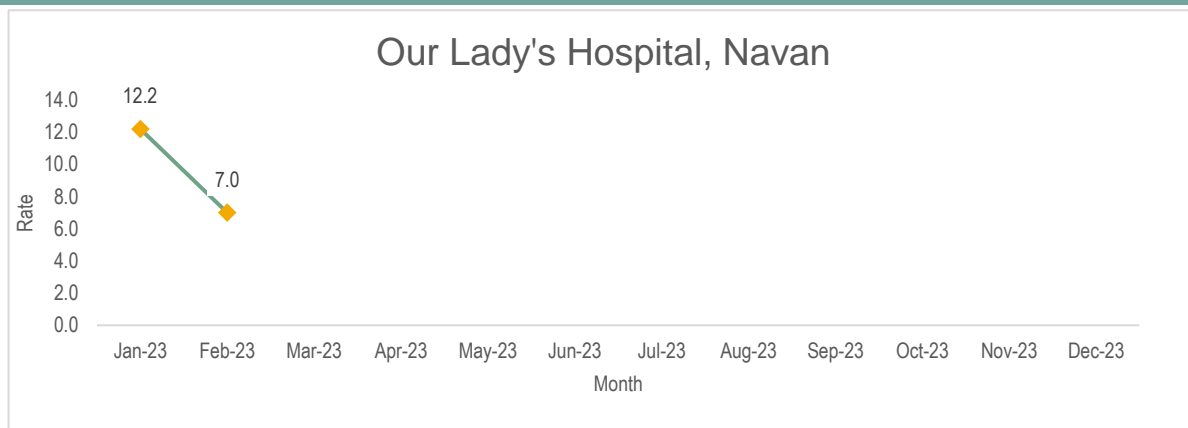 Our Lady's Hospital, Navan
14.0
12.2
12.0
10.0
7.0
8.0
Rate
6.0
4.0
2.0
0.0
Jan-23 Feb-23 Mar-23 Apr-23 May-23 Jun-23 Jul-23 Aug-23 Sep-23 Oct-23 Nov-23 Dec-23
Month